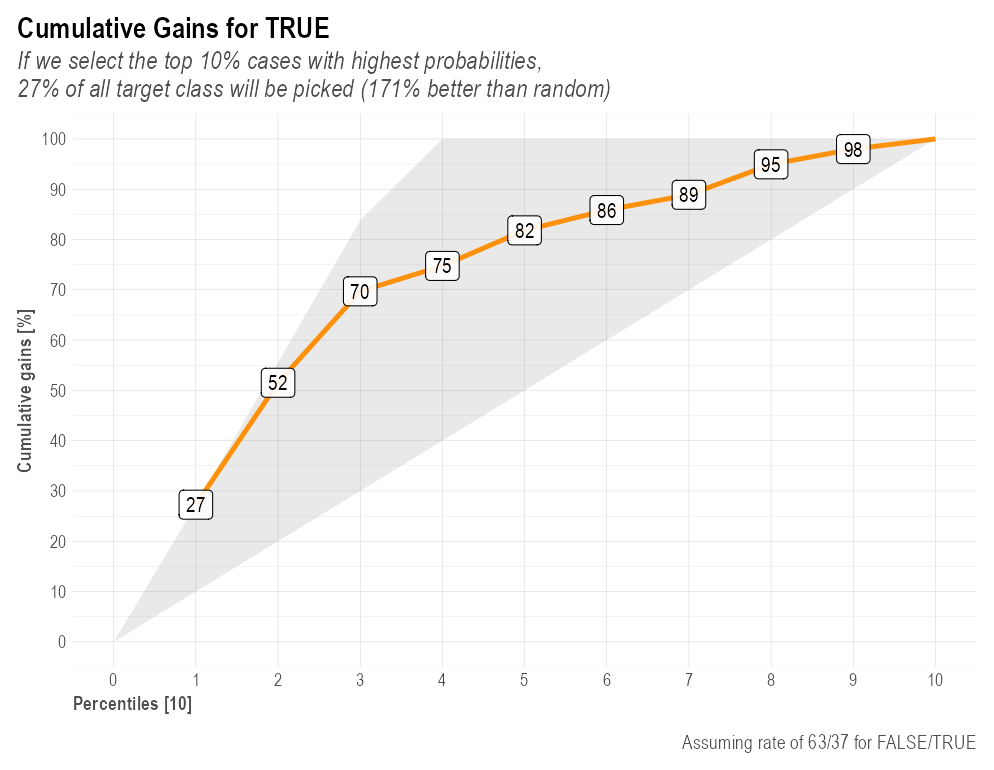 Cumulative Gains for TRUE
If we select the top 10% cases with highest probabilities,
27% of all target class will be picked (171% better than random)
Cumulative gains [%]
100
90
80
70
60
50
40
30
20
10
0
27
52
70
75
82
86
89
95
98
0 1 2 3 4 5 6 7 8 9 10
Percentiles [10]
Assuming rate of 63/37 for FALSE/TRUE